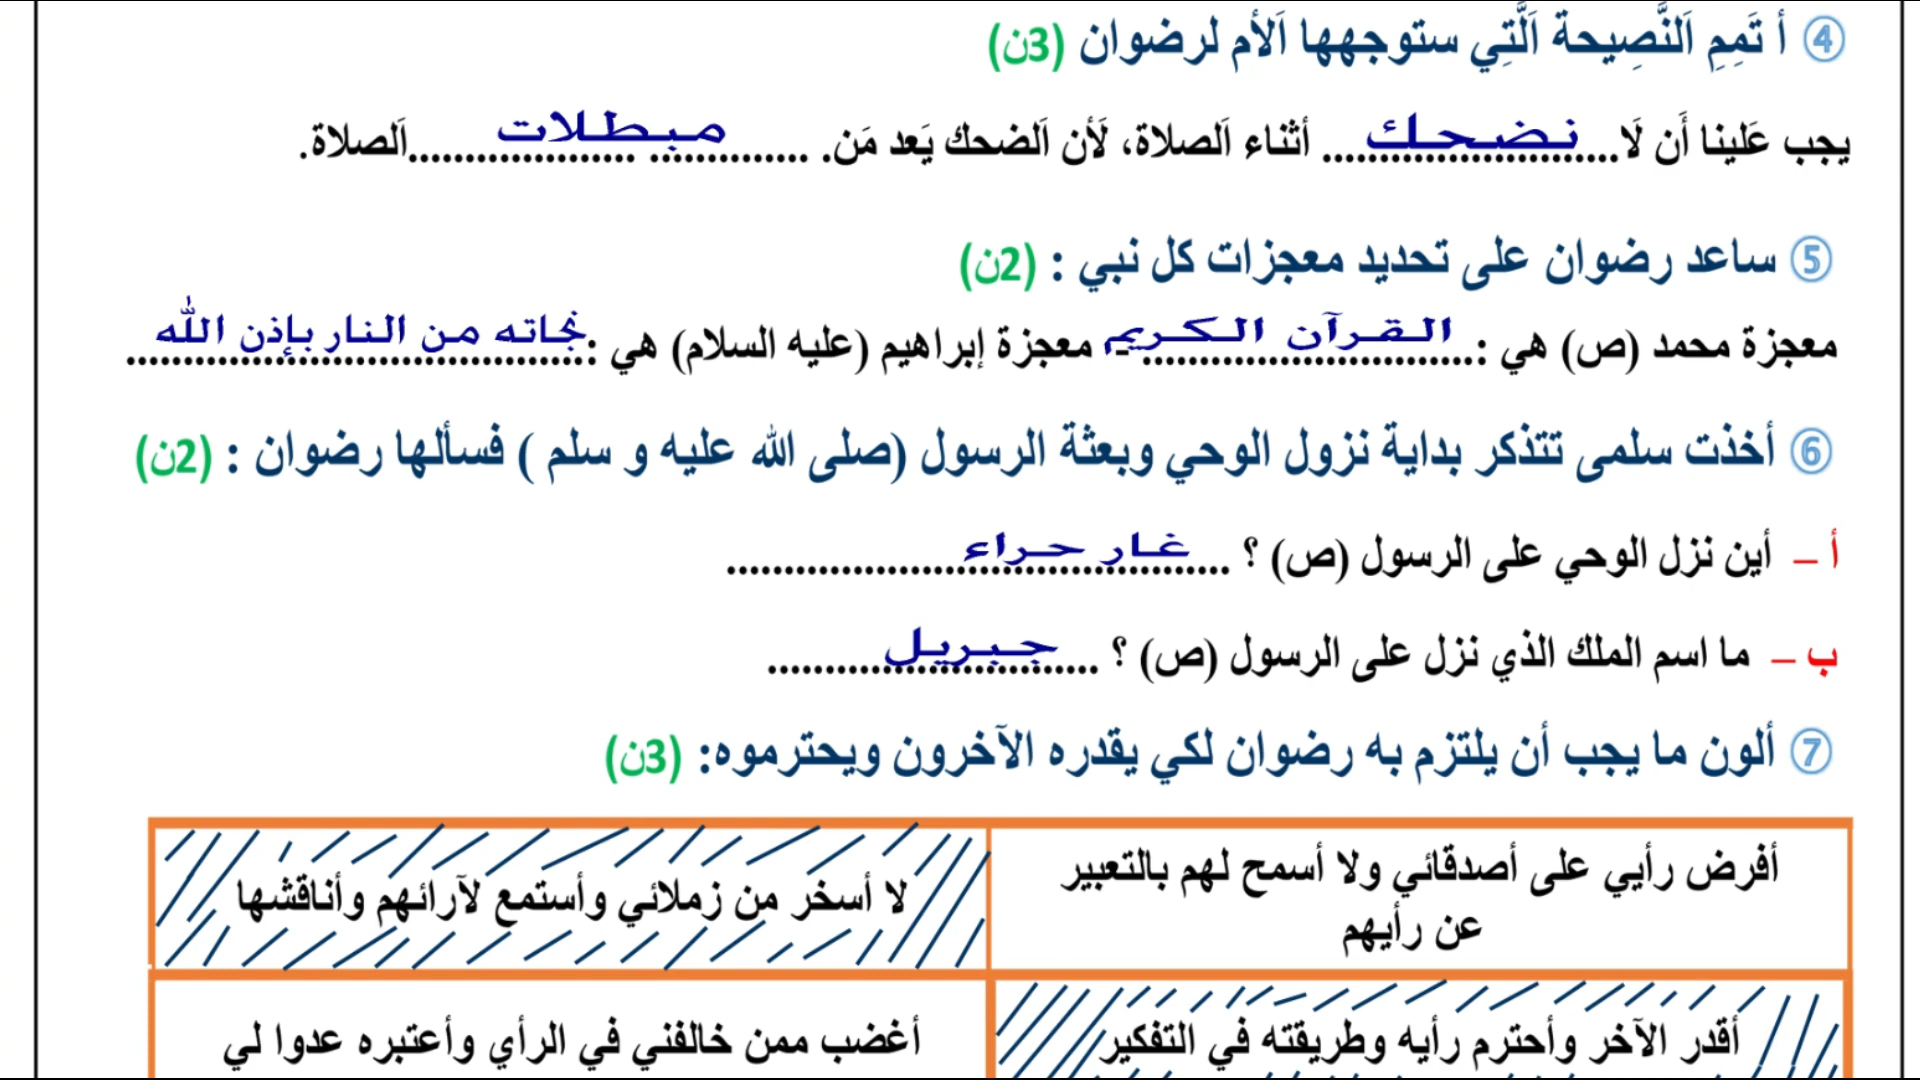 ④ أ تَمِمِ اَلنَّصِيحة اَلَّتِي ستوجهها اَلأم لرضوان (3ن)
يجب عَلينا أَن لَا......نضحك...... أثناء اَلصلاة، لَأن اَلضحك يَعد مَن. ......مبطلات......اَلصلاة.
⑤ ساعد رضوان على تحديد معجزات كل نبي : (2ن)
معجزة محمد (ص) هي :......القرآن الكريم...... - معجزة إبراهيم (عليه السلام) هي :......نجاته من النار بإذن الله......
⑥ أخذت سلمى تتذكر بداية نزول الوحي وبعثة الرسول (صلى الله عليه و سلم ) فسألها رضوان : (2ن)
أ – أين نزل الوحي على الرسول (ص) ؟ ......غار حراء......
ب – ما اسم الملك الذي نزل على الرسول (ص) ؟ ......جبريل......
⑦ ألون ما يجب أن يلتزم به رضوان لكي يقدره الآخرون ويحترموه: (3ن)
أفرض رأيي على أصدقائي ولا أسمح لهم بالتعبير
عن رأيهم
لا أسخر من زملائي وأستمع لآرائهم وأناقشها
أقدر الآخر وأحترم رأيه وطريقته في التفكير
أغضب ممن خالفني في الرأي وأعتبره عدوا لي